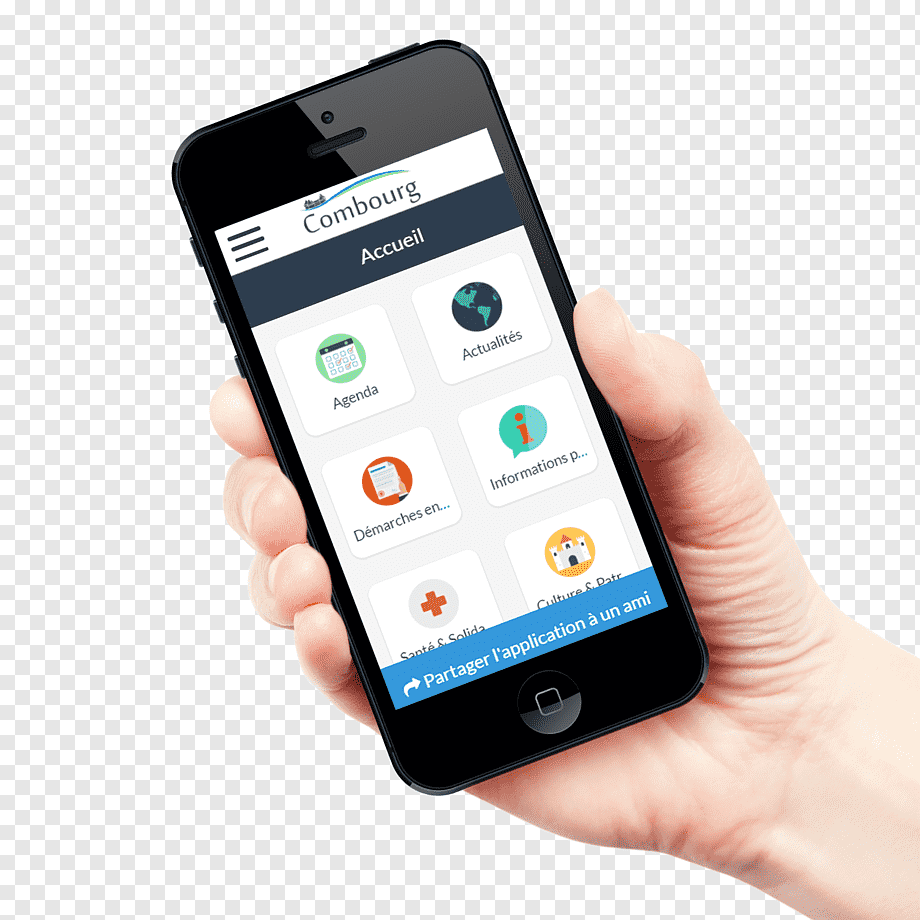 Combourg
Accueil
Agenda
Actualités
Démarches en...
Informations p...
Santé & Solida
Culture & Patr
Partager l'application à un ami